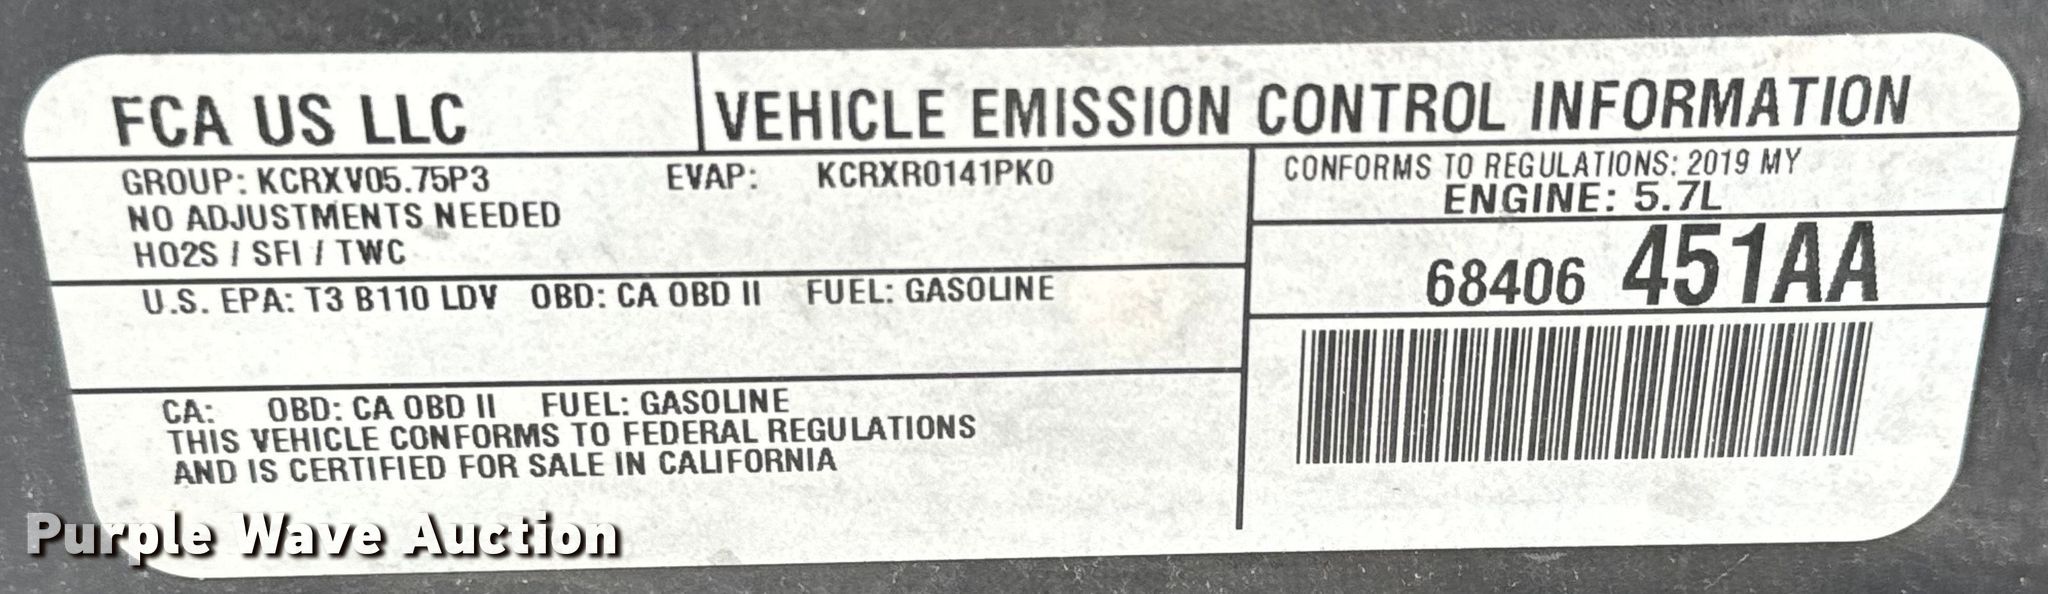 FCA US LLC
VEHICLE EMISSION CONTROL INFORMATION
GROUP: KCRXV05.75P3 EVAP: KCRXR0141PK0
NO ADJUSTMENTS NEEDED
HO2S / SFI / TWC
CONFORMS TO REGULATIONS: 2019 MY
ENGINE: 5.7L
68406 451AA
U.S. EPA: T3 B110 LDV OBD: CA OBD II FUEL: GASOLINE
CA: OBD: CA OBD II FUEL: GASOLINE
THIS VEHICLE CONFORMS TO FEDERAL REGULATIONS
AND IS CERTIFIED FOR SALE IN CALIFORNIA
Purple Wave Auction